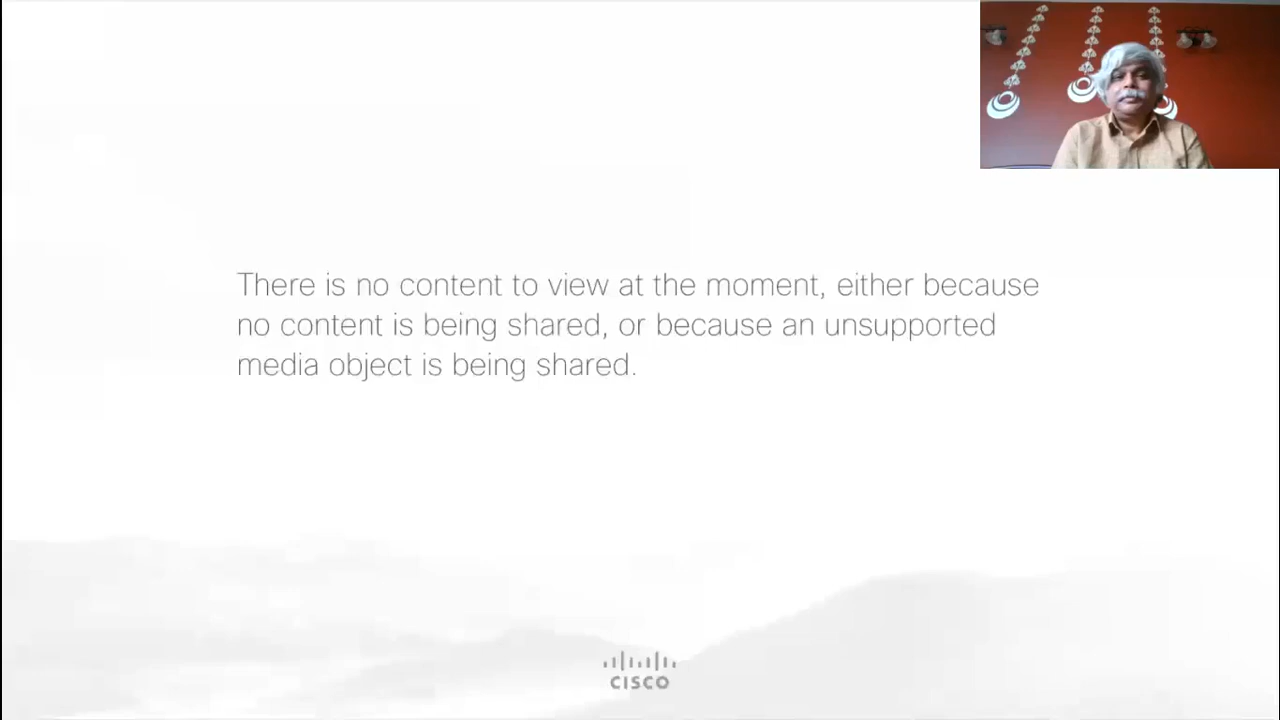 There is no content to view at the moment, either because
no content is being shared, or because an unsupported
media object is being shared.
CISCO